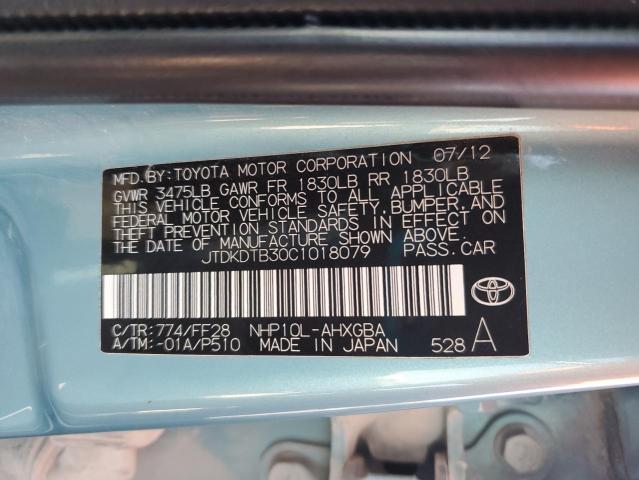 MFD.BY:TOYOTA MOTOR CORPORATION 07/12
GVWR 3475LB GAWR FR 1830LB RR 1830LB
THIS VEHICLE CONFORMS TO ALL APPLICABLE
FEDERAL MOTOR VEHICLE SAFETY,BUMPER,AND
THEFT PREVENTION STANDARDS IN EFFECT ON
THE DATE OF MANUFACTURE SHOWN ABOVE.
JTDKDTB30C1018079 PASS.CAR
C/TR:774/FF28 NHP10L-AHXGBA
A/TM:-01A/P510 MADE IN JAPAN 528 A